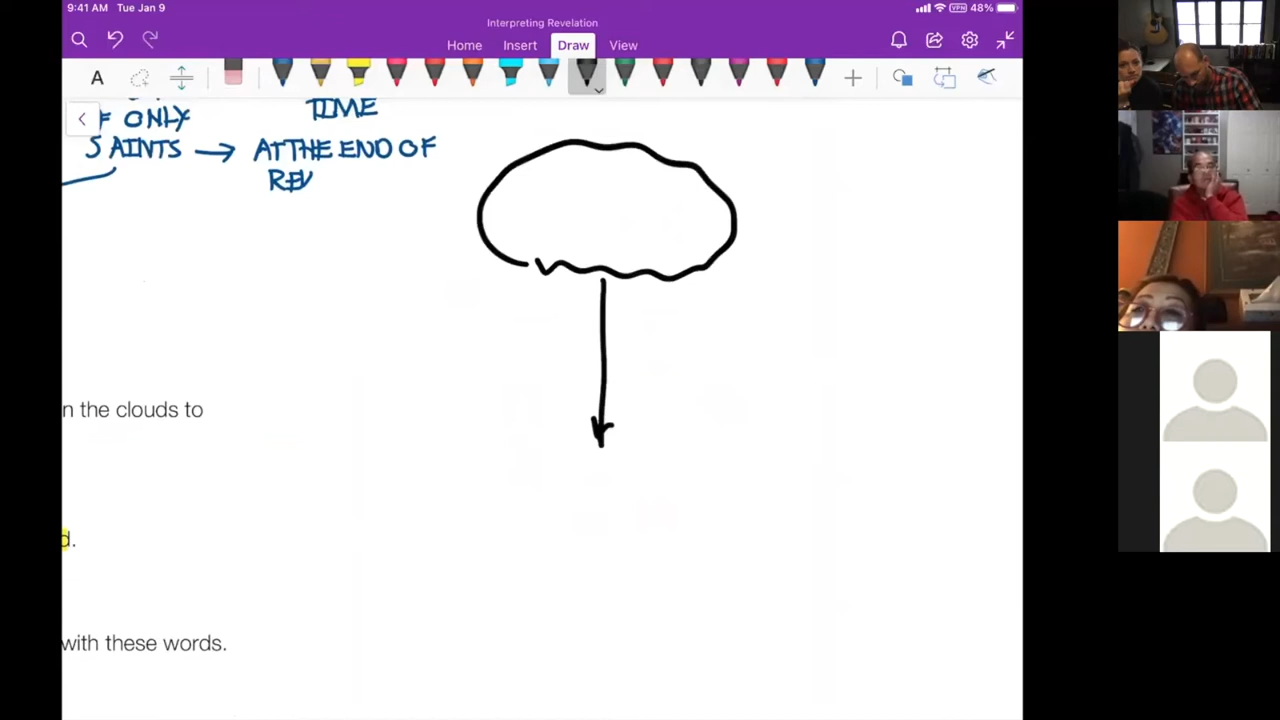 9:41 AM Tue Jan 9
VPN 48%
Interpreting Revelation
Home Insert Draw View
A
F ONLY
TIME
SAINTS → AT THE END OF
REV
n the clouds to
d.
with these words.